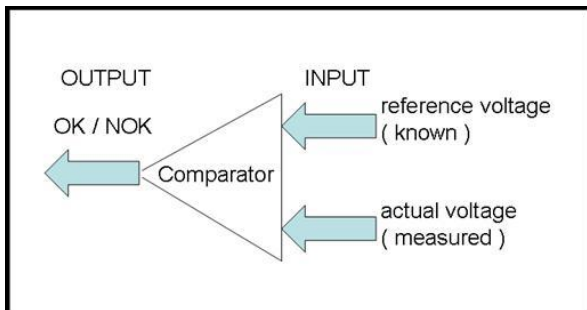 OUTPUT
INPUT
OK / NOK
reference voltage
( known )
Comparator
actual voltage
( measured )